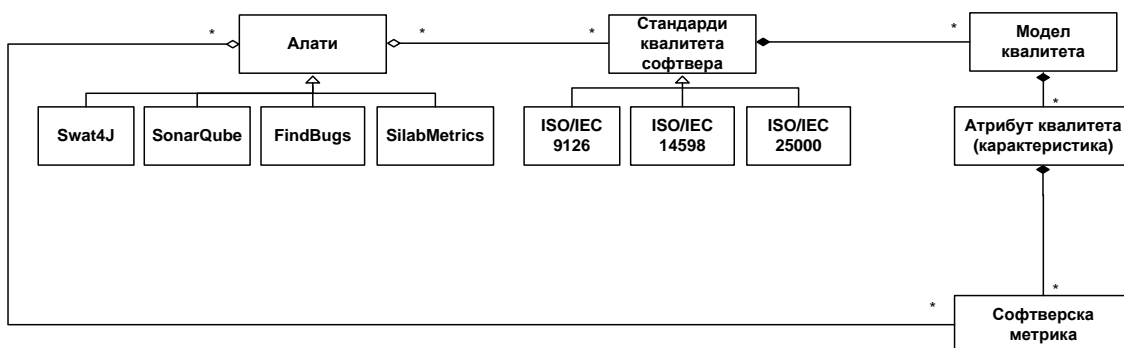 Алати
Стандарди
квалитета
софтвера
Модел
квалитета
*
*
*
*
Swat4J
SonarQube
FindBugs
SilabMetrics
ISO/IEC
9126
ISO/IEC
14598
ISO/IEC
25000
*
Атрибут квалитета
(карактеристика)
*
*
Софтверска
метрика